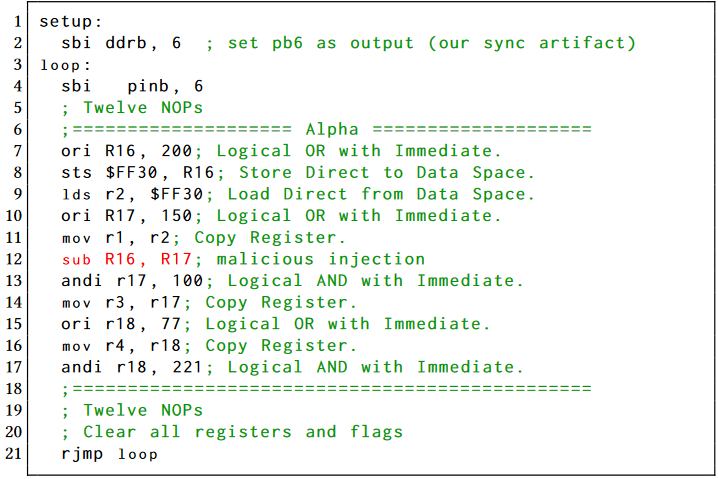 1 setup:
2 sbi ddrb, 6 ; set pb6 as output (our sync artifact)
3 loop:
4 sbi pinb, 6
5 ; Twelve NOPs
6 ;==================== Alpha ====================
7 ori R16, 200; Logical OR with Immediate.
8 sts $FF30, R16; Store Direct to Data Space.
9 lds r2, $FF30; Load Direct from Data Space.
10 ori R17, 150; Logical OR with Immediate.
11 mov r1, r2; Copy Register.
12 sub R16, R17; malicious injection
13 andi r17, 100; Logical AND with Immediate.
14 mov r3, r17; Copy Register.
15 ori r18, 77; Logical OR with Immediate.
16 mov r4, r18; Copy Register.
17 andi r18, 221; Logical AND with Immediate.
18 ;===============================================
19 ; Twelve NOPs
20 ; Clear all registers and flags
21 rjmp loop